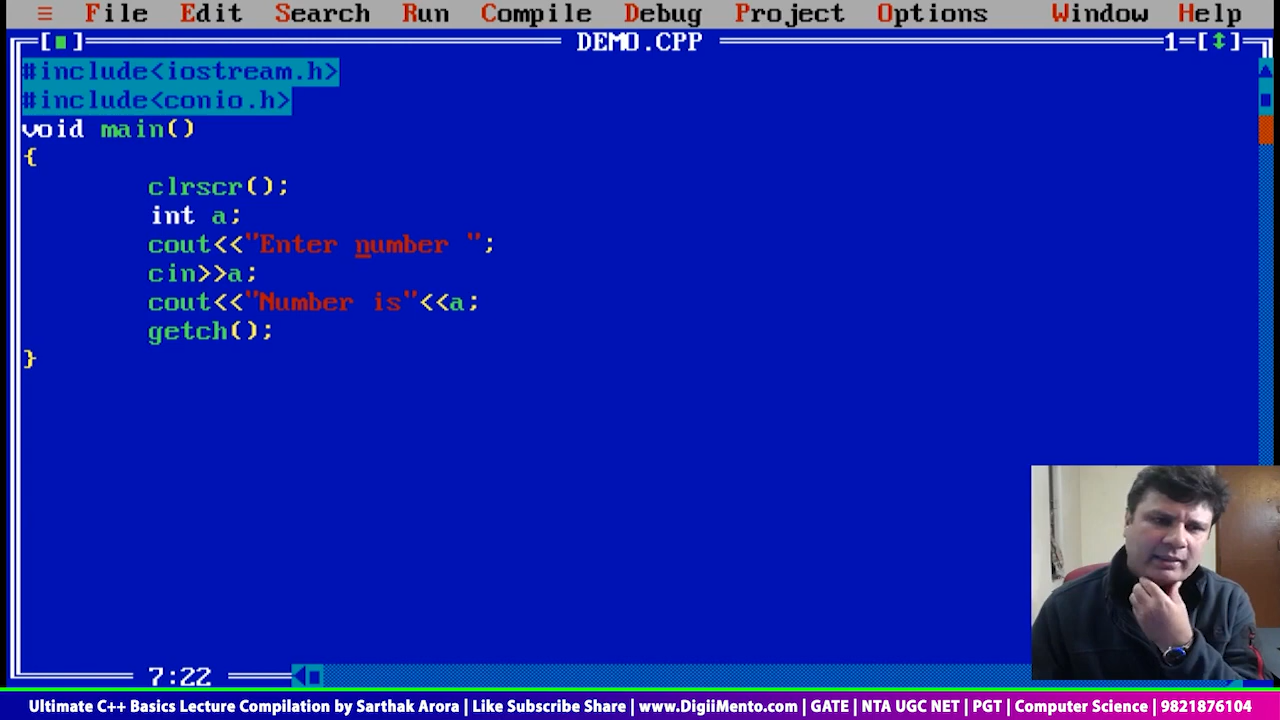 ≡ File Edit Search Run Compile Debug Project Options Window Help
[■] DEMO.CPP 1=[↕]
#include<iostream.h>
#include<conio.h>
void main()
{
clrscr();
int a;
cout<<"Enter number ";
cin>>a;
cout<<"Number is"<<a;
getch();
}
7:22
Ultimate C++ Basics Lecture Compilation by Sarthak Arora | Like Subscribe Share | www.DigiiMento.com | GATE | NTA UGC NET | PGT | Computer Science | 9821876104